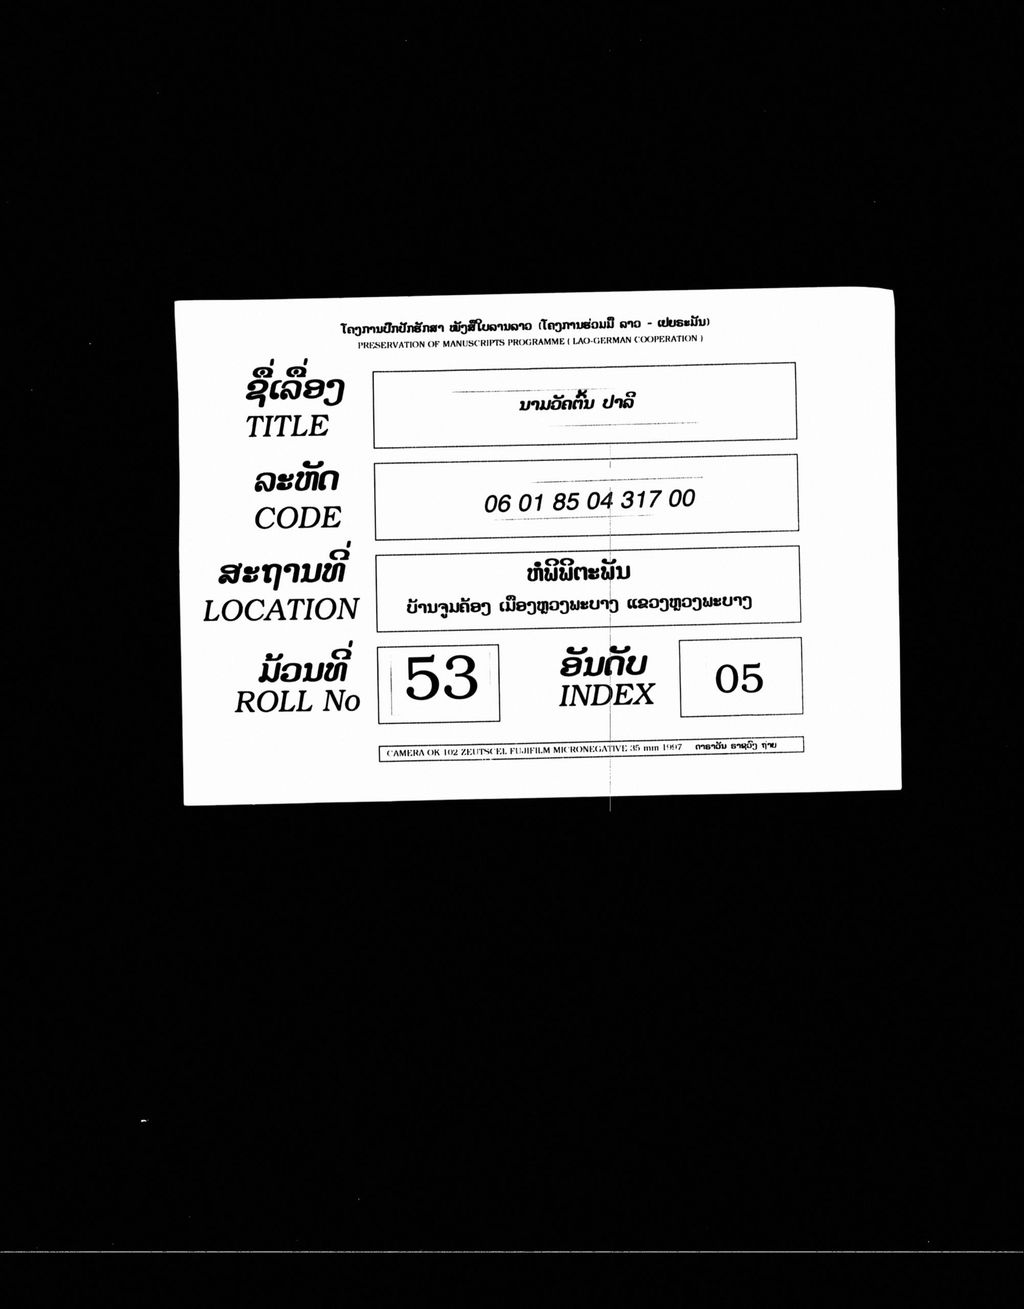 ໂຄງການປົກປັກຮັກສາ ໜັງສືໃບລານລາວ (ໂຄງການຮ່ວມມື ລາວ - ເຢຍຣະມັນ)
PRESERVATION OF MANUSCRIPTS PROGRAMME ( LAO-GERMAN COOPERATION )
ຊື່ເລື່ອງ
TITLE
ນາມວັຄຕົ້ນ ປາລີ
ລະຫັດ
CODE
06 01 85 04 317 00
ສະຖານທີ່
LOCATION
ຫໍພິພິຕະພັນ
ບ້ານຈູມຄ້ອງ ເມືອງຫຼວງພະບາງ ແຂວງຫຼວງພະບາງ
ມ້ວນທີ່
ROLL No
53
ອັນດັບ
INDEX
05
CAMERA OK 102 ZEUTSCEL FUJIFILM MICRONEGATIVE 35 mm 1997 ຖ່າຍ